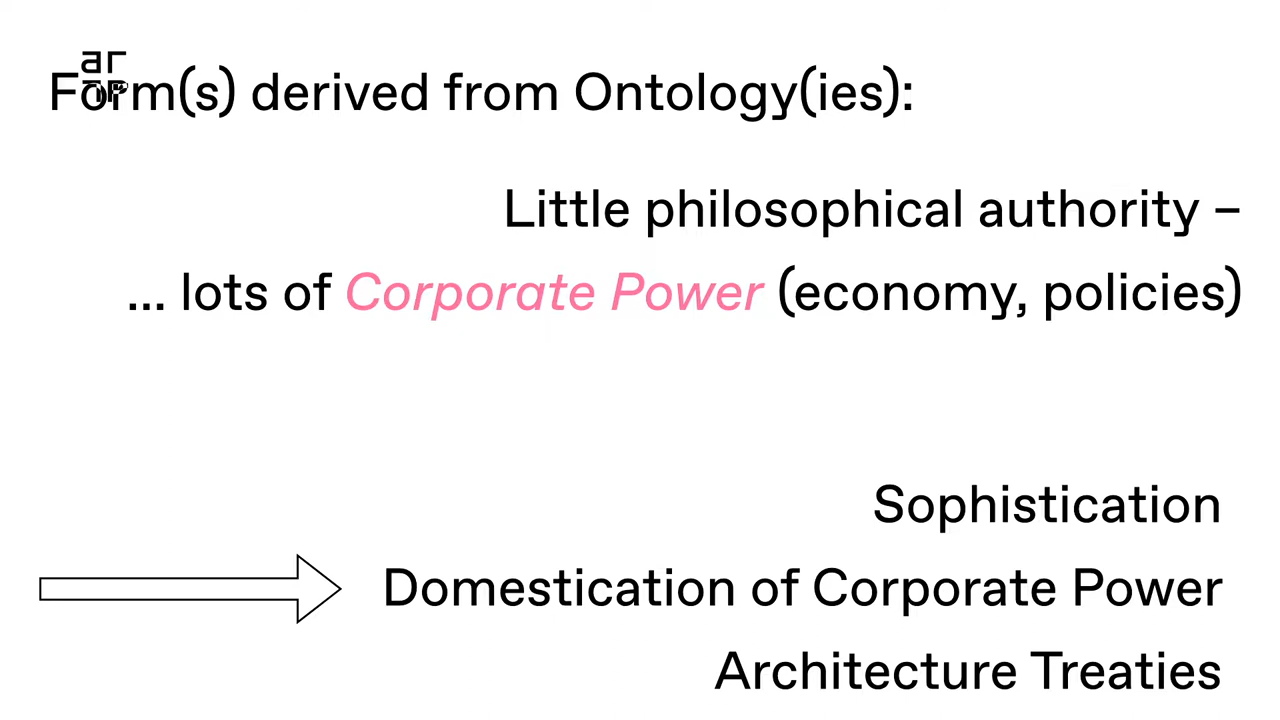 ar
Form(s) derived from Ontology(ies):
Little philosophical authority –
... lots of Corporate Power (economy, policies)
Sophistication
Domestication of Corporate Power
Architecture Treaties